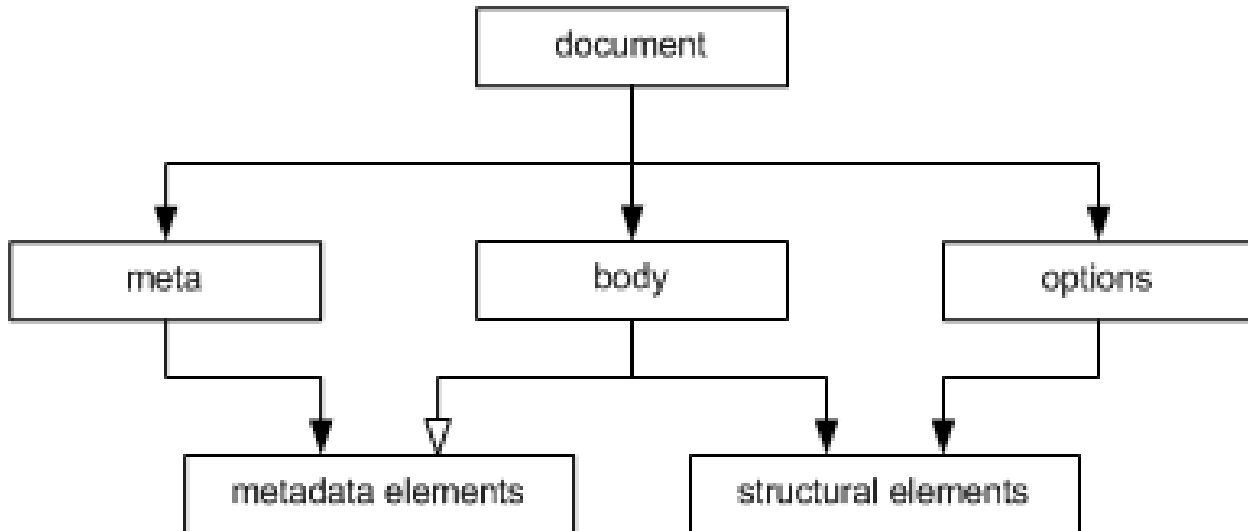 document
meta
body
options
metadata elements
structural elements